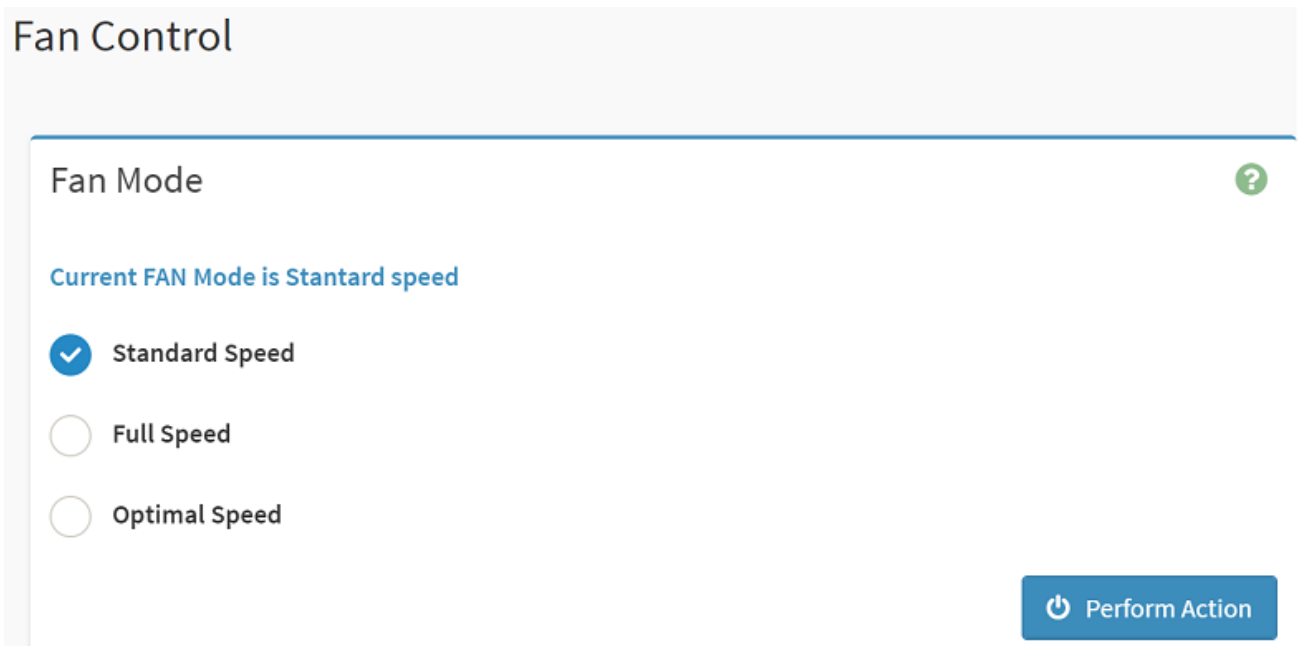 Fan Control
Fan Mode
?
Current FAN Mode is Stantard speed
Standard Speed
Full Speed
Optimal Speed
Perform Action